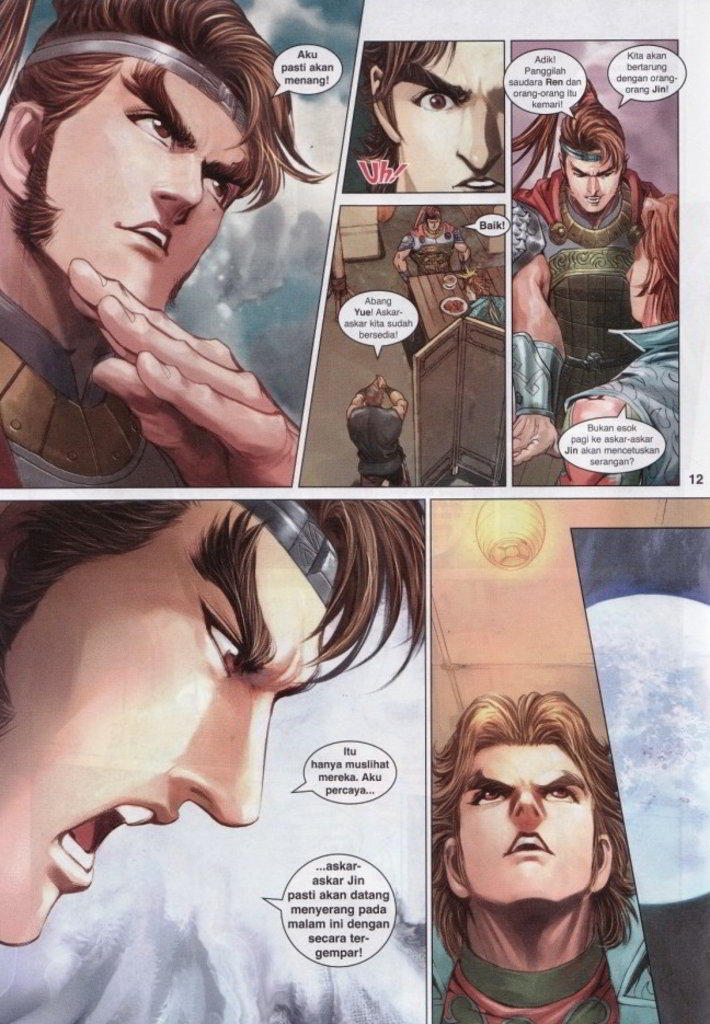 Aku
pasti akan
menang!
Uh!
Baik!
Abang
Yue! Askar-
askar kita sudah
bersedia!
Adik!
Panggilah
saudara Ren dan
orang-orang itu
kemari!
Kita akan
bertarung
dengan orang-
orang Jin!
Bukan esok
pagi ke askar-askar
Jin akan mencetuskan
serangan?
12
Itu
hanya muslihat
mereka. Aku
percaya...
...askar-
askar Jin
pasti akan datang
menyerang pada
malam ini dengan
secara ter-
gempar!